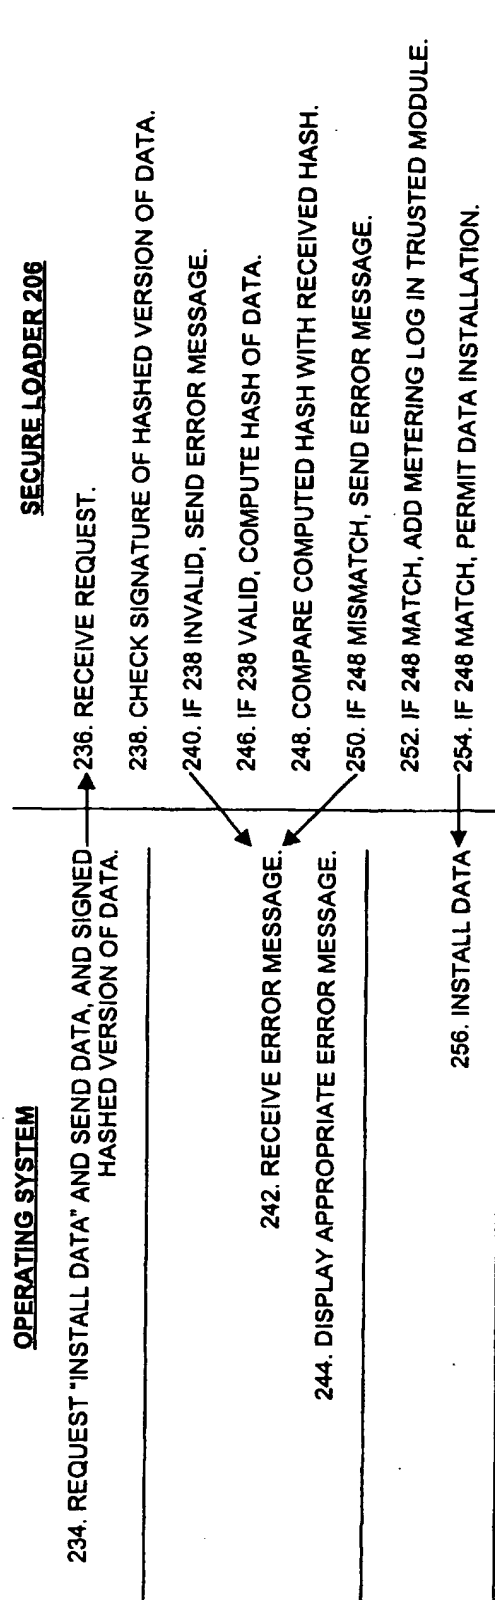 OPERATING SYSTEM
SECURE LOADER 206
234. REQUEST "INSTALL DATA" AND SEND DATA, AND SIGNED
HASHED VERSION OF DATA.
236. RECEIVE REQUEST.
238. CHECK SIGNATURE OF HASHED VERSION OF DATA.
240. IF 238 INVALID, SEND ERROR MESSAGE.
242. RECEIVE ERROR MESSAGE.
246. IF 238 VALID, COMPUTE HASH OF DATA.
244. DISPLAY APPROPRIATE ERROR MESSAGE.
248. COMPARE COMPUTED HASH WITH RECEIVED HASH.
250. IF 248 MISMATCH, SEND ERROR MESSAGE.
252. IF 248 MATCH, ADD METERING LOG IN TRUSTED MODULE.
256. INSTALL DATA
254. IF 248 MATCH, PERMIT DATA INSTALLATION.